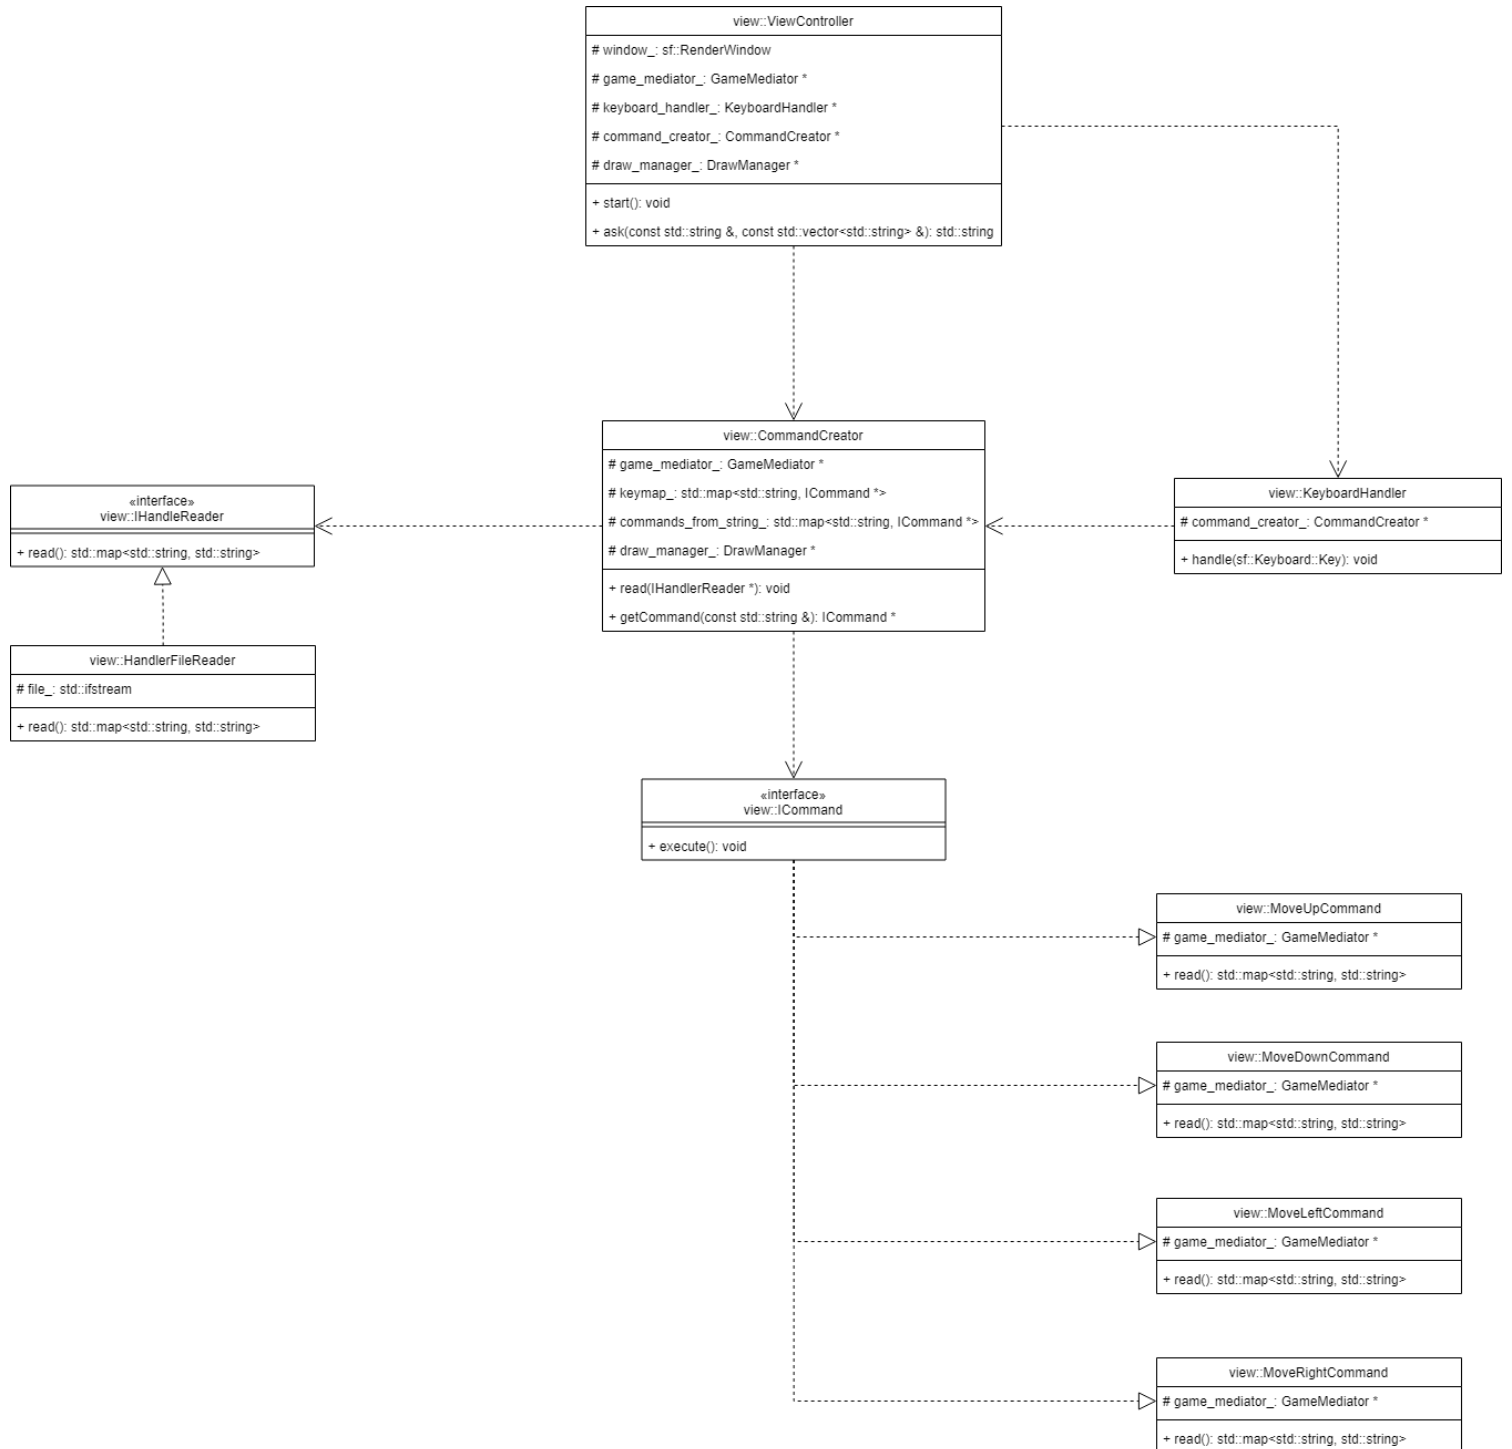 view::ViewController
# window_: sf::RenderWindow
# game_mediator_: GameMediator *
# keyboard_handler_: KeyboardHandler *
# command_creator_: CommandCreator *
# draw_manager_: DrawManager *
+ start(): void
+ ask(const std::string &, const std::vector<std::string> &): std::string
view::CommandCreator
# game_mediator_: GameMediator *
# keymap_: std::map<std::string, ICommand *>
# commands_from_string_: std::map<std::string, ICommand *>
# draw_manager_: DrawManager *
+ read(IHandlerReader *): void
+ getCommand(const std::string &): ICommand *
view::KeyboardHandler
# command_creator_: CommandCreator *
+ handle(sf::Keyboard::Key): void
«interface»
view::IHandleReader
+ read(): std::map<std::string, std::string>
view::HandlerFileReader
# file_: std::ifstream
+ read(): std::map<std::string, std::string>
«interface»
view::ICommand
+ execute(): void
view::MoveUpCommand
# game_mediator_: GameMediator *
+ read(): std::map<std::string, std::string>
view::MoveDownCommand
# game_mediator_: GameMediator *
+ read(): std::map<std::string, std::string>
view::MoveLeftCommand
# game_mediator_: GameMediator *
+ read(): std::map<std::string, std::string>
view::MoveRightCommand
# game_mediator_: GameMediator *
+ read(): std::map<std::string, std::string>